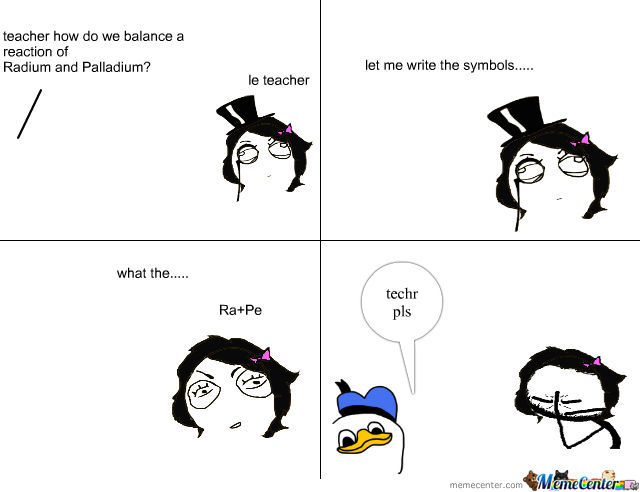 teacher how do we balance a
reaction of
Radium and Palladium?
le teacher
let me write the symbols.....
what the.....
Ra+Pe
techr
pls
memecenter.com
MemeCenter